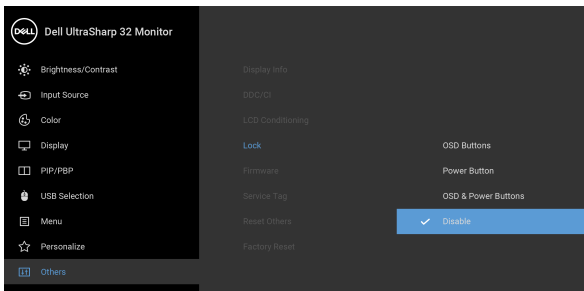 DELL Dell UltraSharp 32 Monitor
Brightness/Contrast
Input Source
Color
Display
PIP/PBP
USB Selection
Menu
Personalize
Others
Display Info
DDC/CI
LCD Conditioning
Lock
Firmware
Service Tag
Reset Others
Factory Reset
OSD Buttons
Power Button
OSD & Power Buttons
Disable